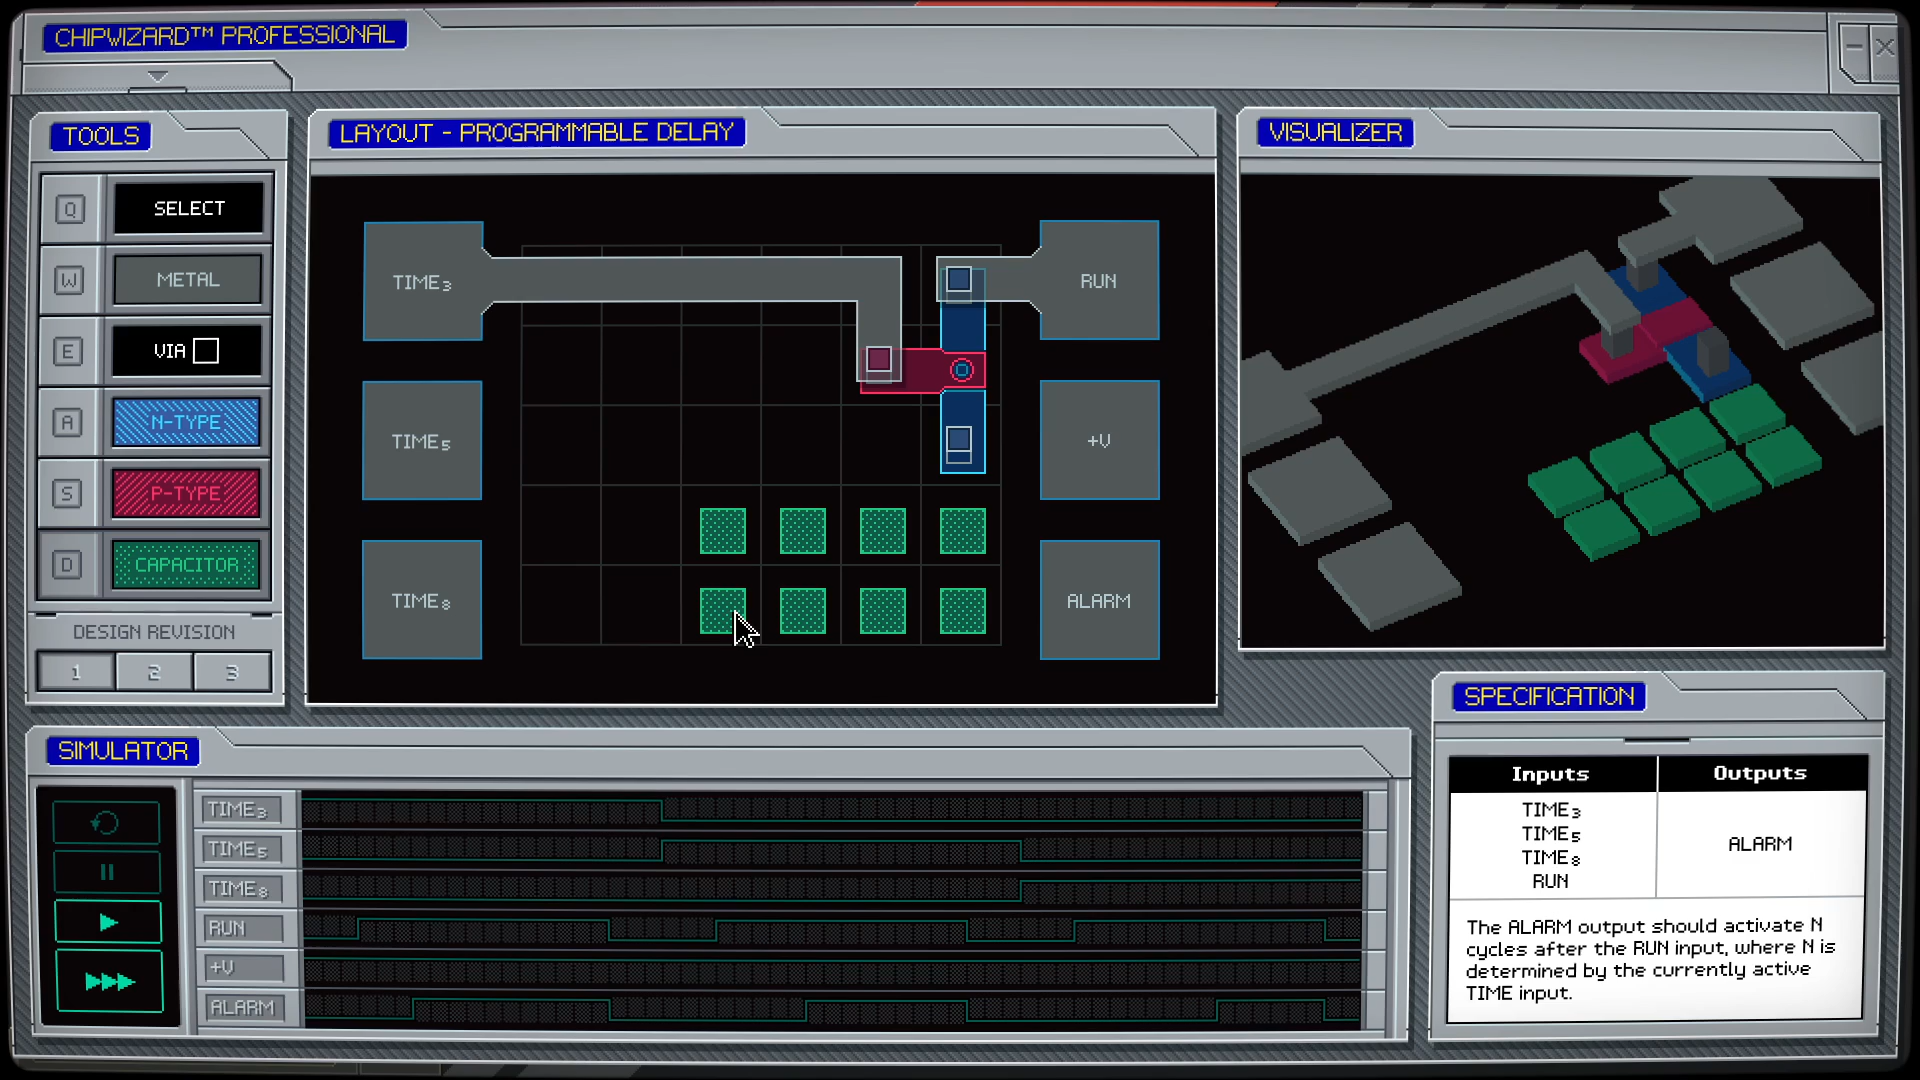 CHIPWIZARD™ PROFESSIONAL
TOOLS
Q
SELECT
W
METAL
E
VIA
A
N-TYPE
S
P-TYPE
D
CAPACITOR
DESIGN REVISION
1 2 3
LAYOUT - PROGRAMMABLE DELAY
TIME₃
RUN
TIME₅
+V
TIME₈
ALARM
VISUALIZER
SIMULATOR
TIME₃
TIME₅
TIME₈
RUN
+V
ALARM
SPECIFICATION
Inputs Outputs
TIME₃
TIME₅
TIME₈
RUN
ALARM
The ALARM output should activate N
cycles after the RUN input, where N is
determined by the currently active
TIME input.